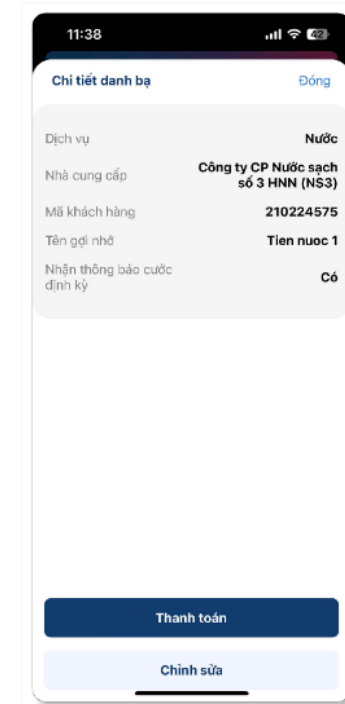 11:38
42
Chi tiết danh bạ
Đóng
Dịch vụ
Nước
Nhà cung cấp
Công ty CP Nước sạch
số 3 HNN (NS3)
Mã khách hàng
210224575
Tên gợi nhớ
Tien nuoc 1
Nhận thông báo cước
định kỳ
Có
Thanh toán
Chỉnh sửa